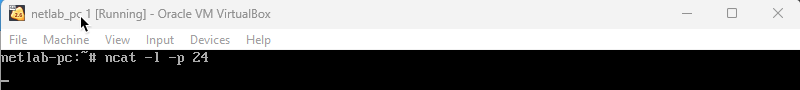 netlab_pc 1 [Running] - Oracle VM VirtualBox
File Machine View Input Devices Help
netlab-pc:~# ncat -l -p 24